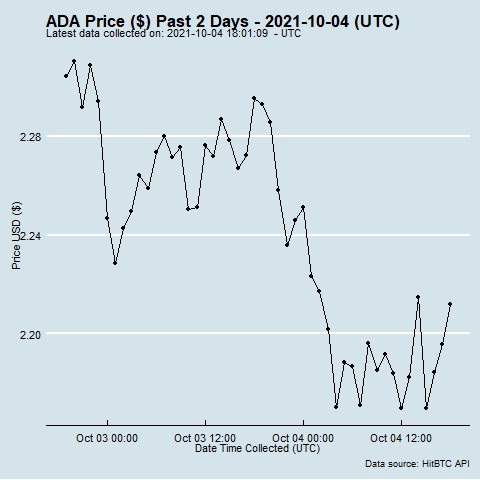 ADA Price ($) Past 2 Days - 2021-10-04 (UTC)
Latest data collected on: 2021-10-04 18:01:09 - UTC
Price USD ($)
2.28
2.24
2.20
Oct 03 00:00
Oct 03 12:00
Oct 04 00:00
Oct 04 12:00
Date Time Collected (UTC)
Data source: HitBTC API